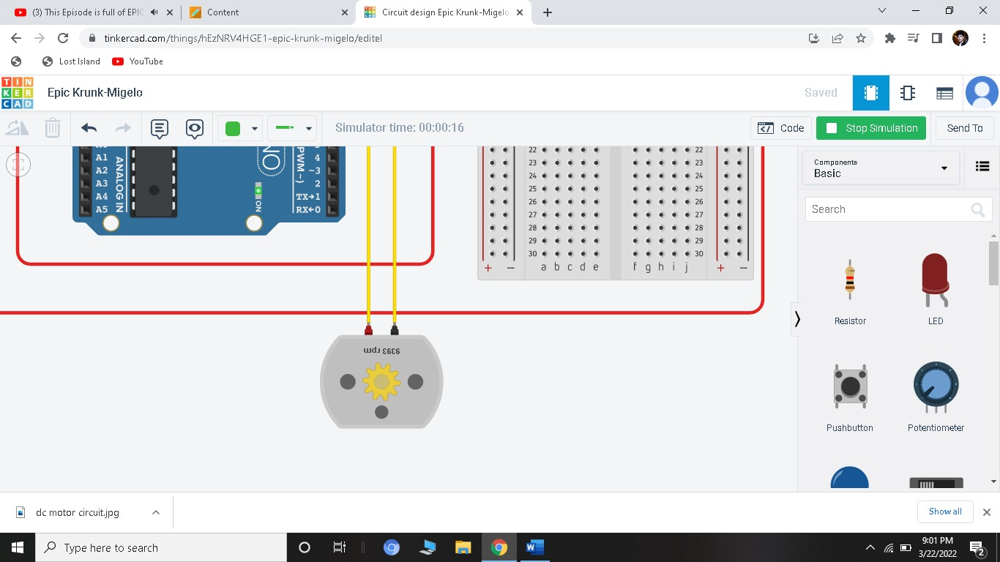 (3) This Episode is full of EPIC
Content
Circuit design Epic Krunk-Migelo
tinkercad.com/things/hEzNRV4HGE1-epic-krunk-migelo/editel
Lost Island
YouTube
TIN
KER
CAD
Epic Krunk-Migelo
Saved
Simulator time: 00:00:16
Code
Stop Simulation
Send To
A1
A2
A3
A4
A5
ANALOG IN
NO
ON
PWM ~)
4
~3
2
TX→1
RX←0
22 22
23 23
24 24
25 25
26 26
27 27
28 28
29 29
30 30
+ − a b c d e f g h i j + −
9393 rpm
Components
Basic
Search
Resistor
LED
Pushbutton
Potentiometer
dc motor circuit.jpg
Show all
Type here to search
W
9:01 PM
3/22/2022
2